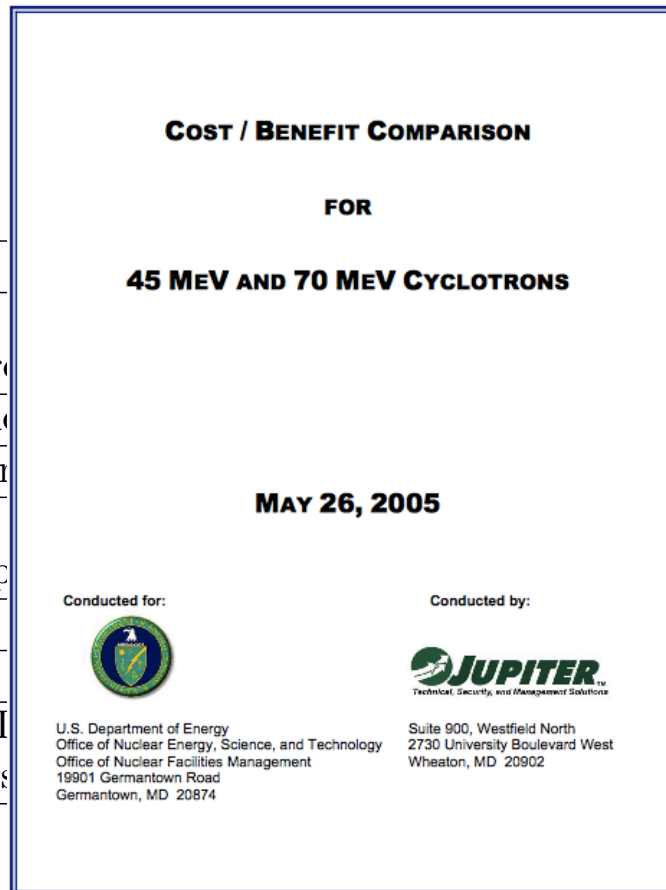 COST / BENEFIT COMPARISON
FOR
45 MEV AND 70 MEV CYCLOTRONS
MAY 26, 2005
Conducted for:
Conducted by:
JUPITER TM
Technical, Security, and Management Solutions
U.S. Department of Energy
Office of Nuclear Energy, Science, and Technology
Office of Nuclear Facilities Management
19901 Germantown Road
Germantown, MD 20874
Suite 900, Westfield North
2730 University Boulevard West
Wheaton, MD 20902